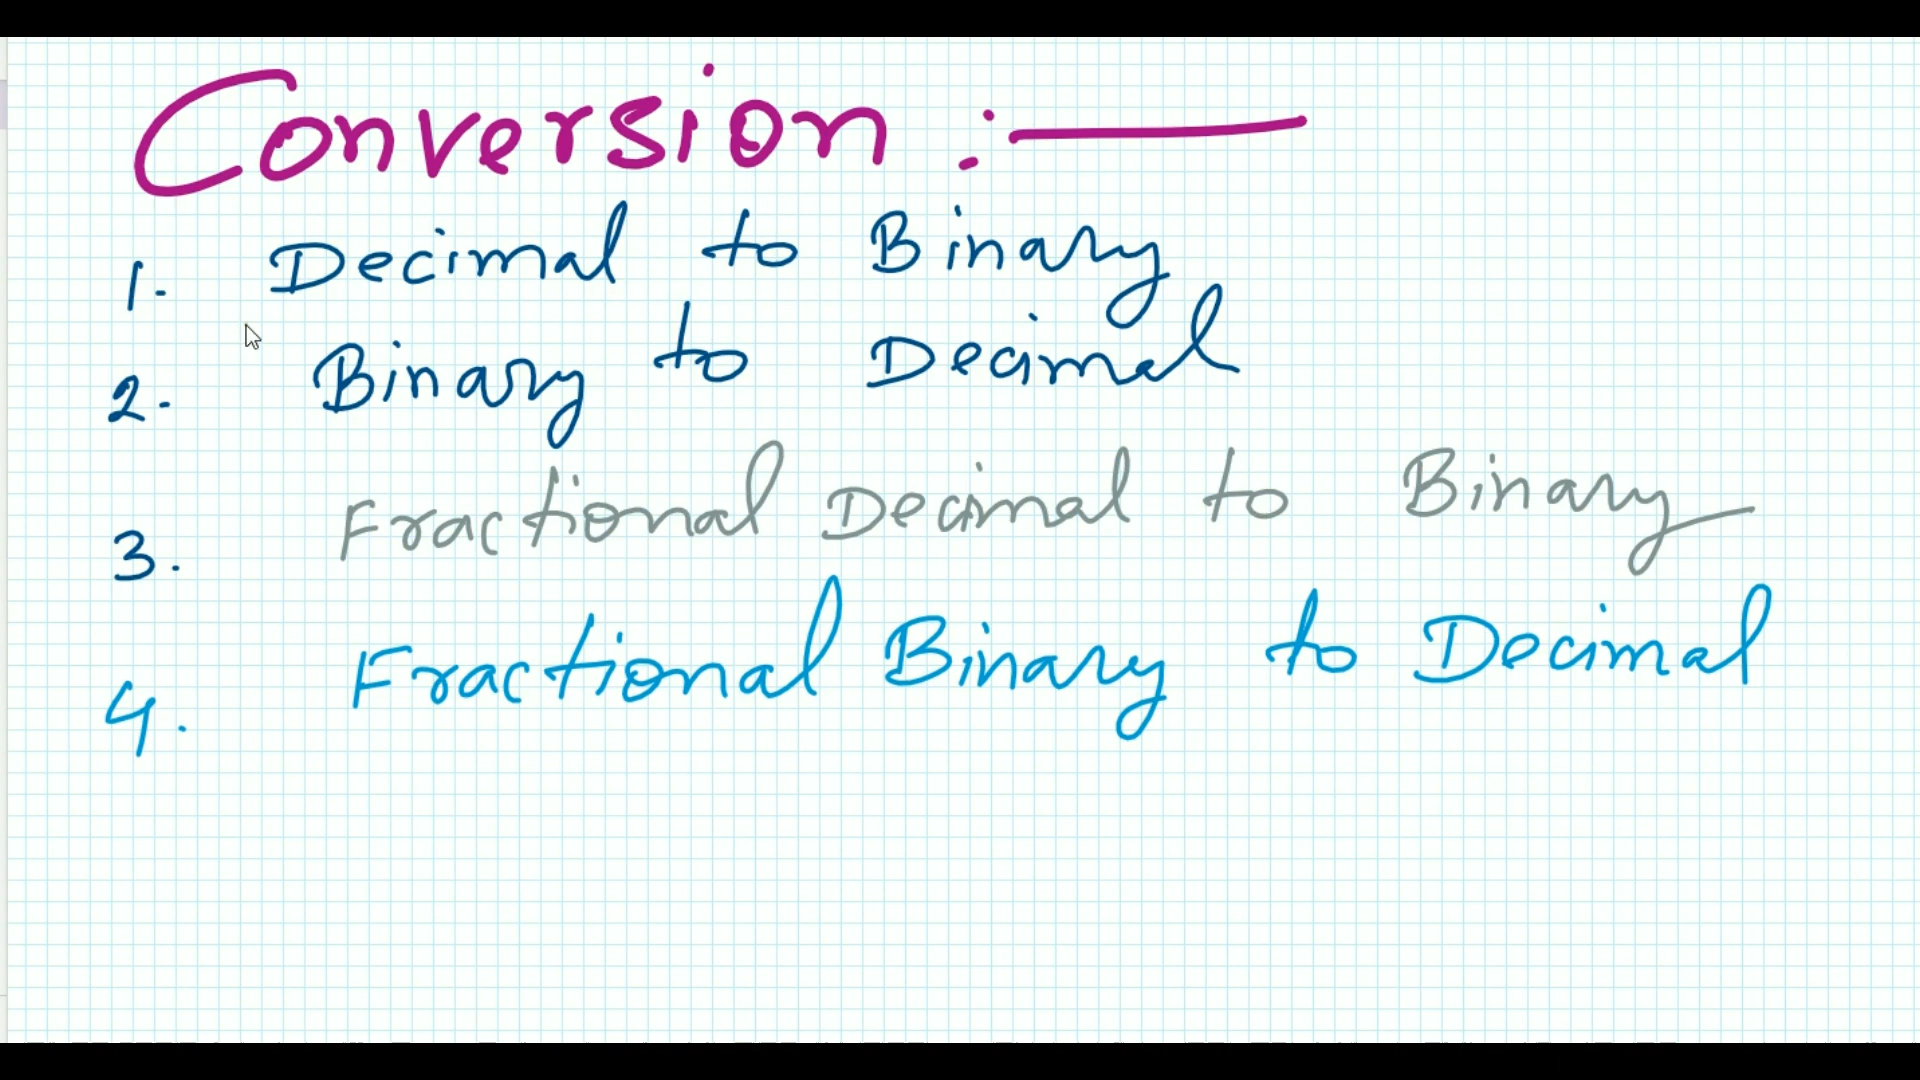 Conversion :-
1. Decimal to Binary
2. Binary to Decimal
3. Fractional Decimal to Binary
4. Fractional Binary to Decimal